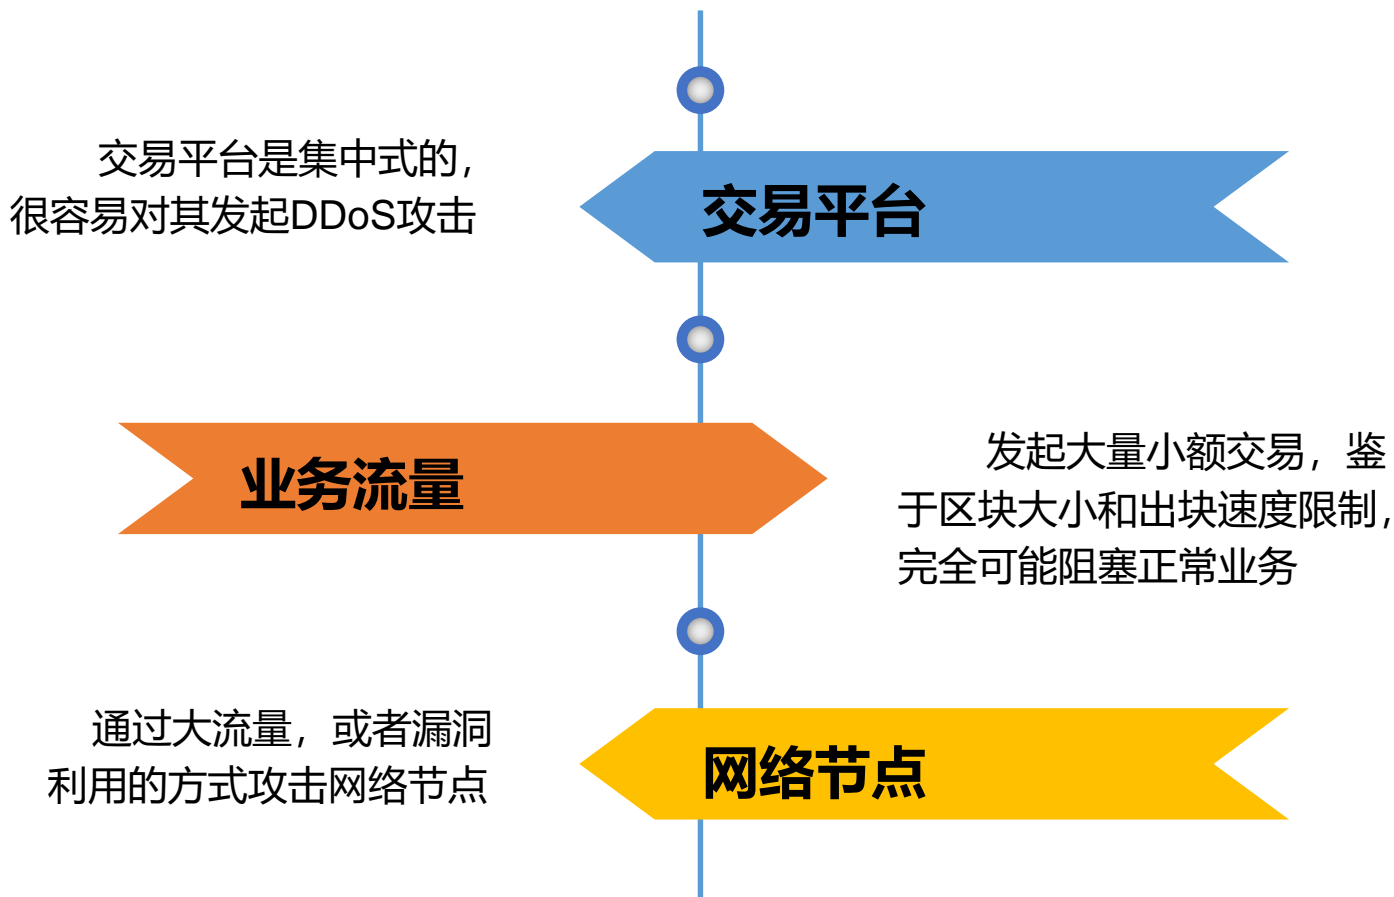 交易平台是集中式的，
很容易对其发起DDoS攻击
交易平台
业务流量
发起大量小额交易，鉴
于区块大小和出块速度限制，
完全可能阻塞正常业务
通过大流量，或者漏洞
利用的方式攻击网络节点
网络节点